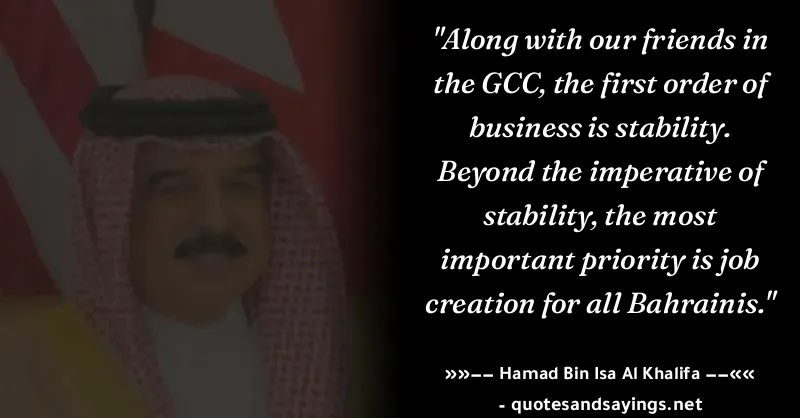 "Along with our friends in
the GCC, the first order of
business is stability.
Beyond the imperative of
stability, the most
important priority is job
creation for all Bahrainis."
»»–– Hamad Bin Isa Al Khalifa ––««
- quotesandsayings.net